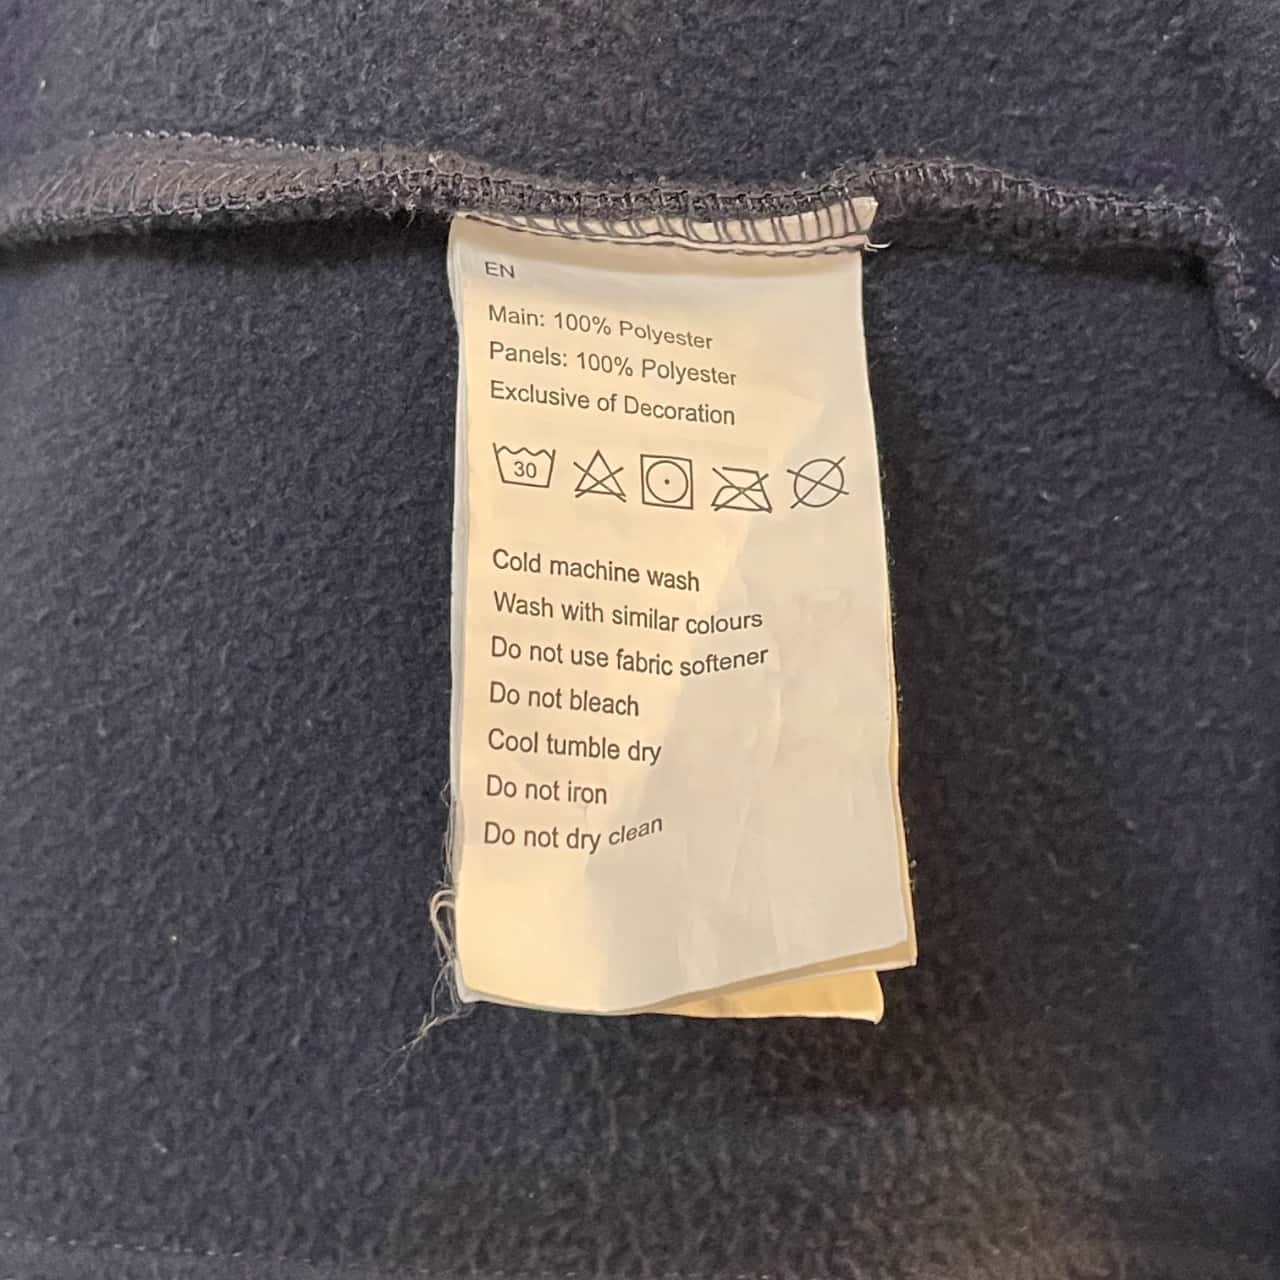 EN
Main: 100% Polyester
Panels: 100% Polyester
Exclusive of Decoration
30
Cold machine wash
Wash with similar colours
Do not use fabric softener
Do not bleach
Cool tumble dry
Do not iron
Do not dry clean